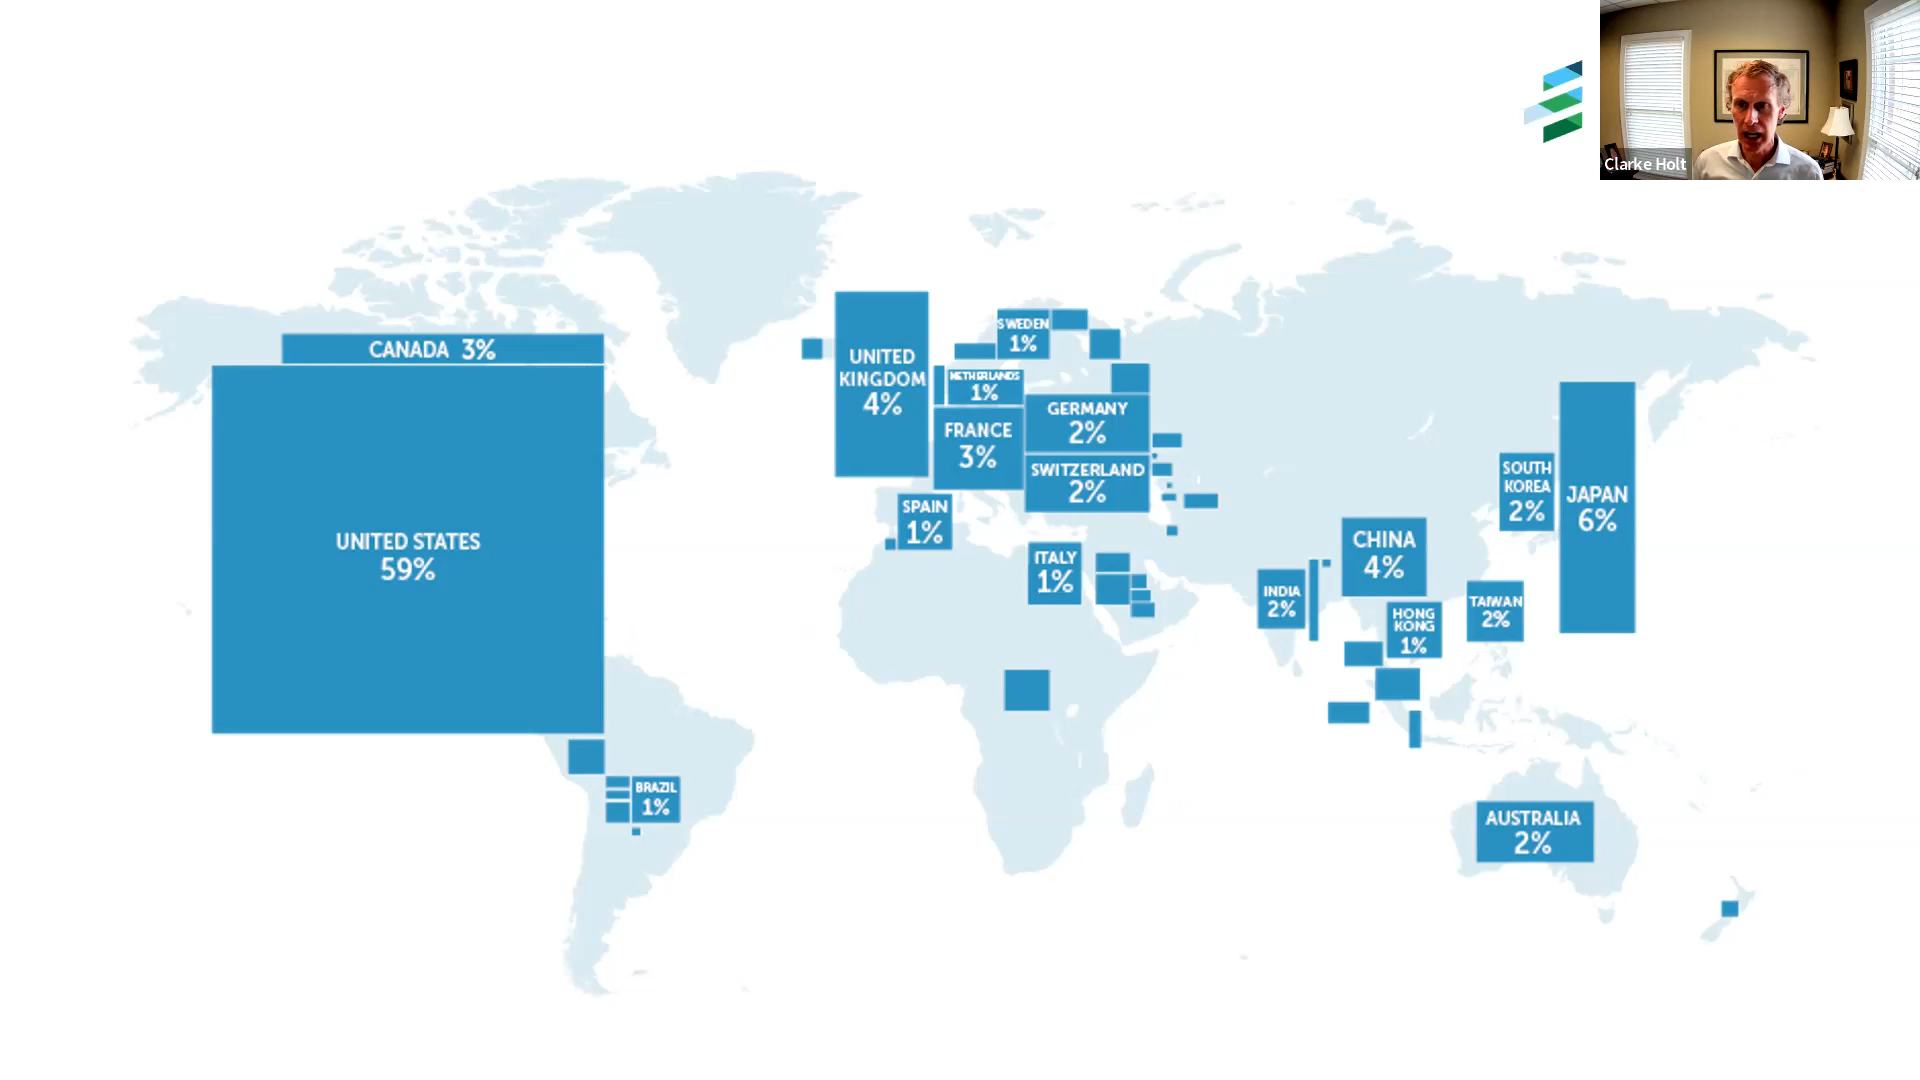 Clarke Holt
CANADA 3%
UNITED STATES
59%
UNITED
KINGDOM
4%
SWEDEN
1%
NETHERLANDS
1%
FRANCE
3%
GERMANY
2%
SWITZERLAND
2%
SPAIN
1%
ITALY
1%
INDIA
2%
CHINA
4%
HONG
KONG
1%
TAIWAN
2%
SOUTH
KOREA
2%
JAPAN
6%
BRAZIL
1%
AUSTRALIA
2%